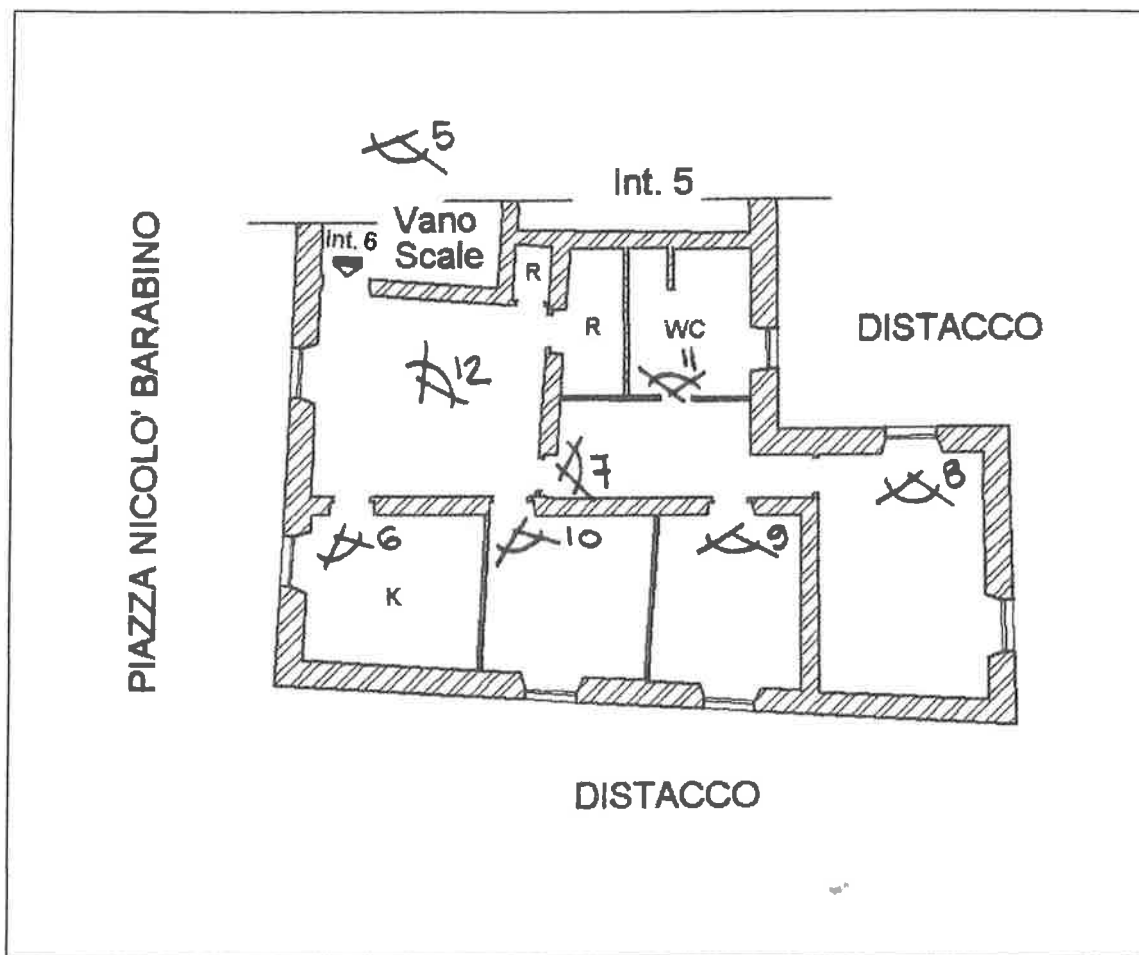 5
Int. 5
Vano
Scale
Int. 6
R
R
WC
11
DISTACCO
12
PIAZZA NICOLO' BARABINO
7
8
6
10
9
K
DISTACCO